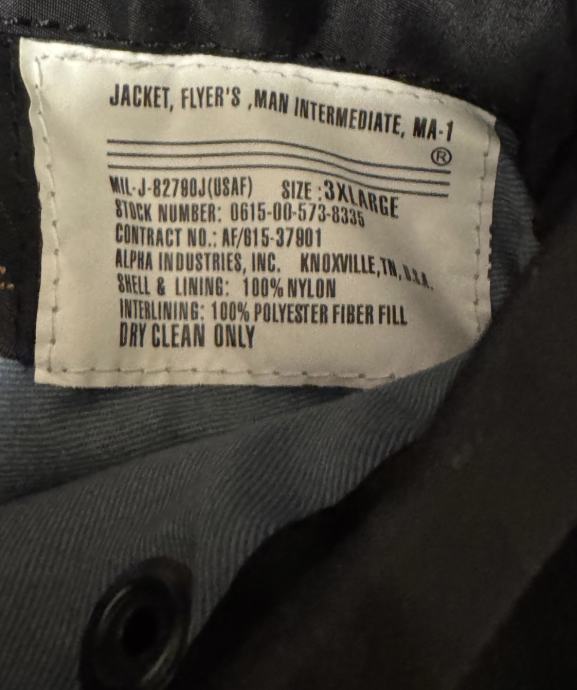 JACKET, FLYER'S , MAN INTERMEDIATE, MA-1
®
MIL-J-82790J(USAF) SIZE : 3XLARGE
STOCK NUMBER: 0615-00-573-8335
CONTRACT NO.: AF/615-37901
ALPHA INDUSTRIES, INC. KNOXVILLE, TN, U.S.A.
SHELL & LINING: 100% NYLON
INTERLINING: 100% POLYESTER FIBER FILL
DRY CLEAN ONLY